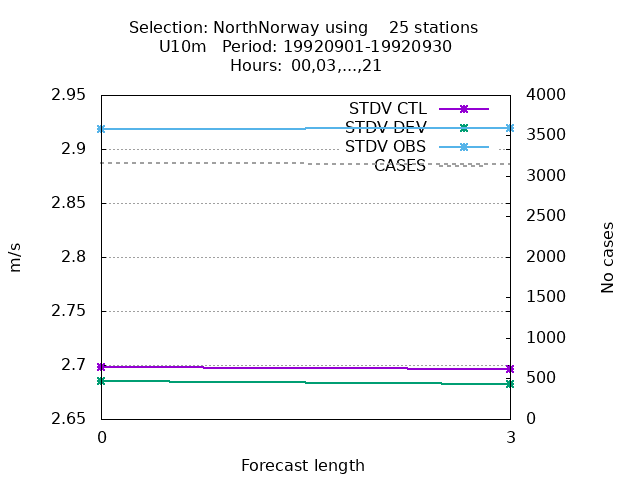 Selection: NorthNorway using    25 stations
U10m   Period: 19920901-19920930
Hours:  00,03,...,21
2.95
2.9
2.85
2.8
2.75
2.7
2.65
4000
3500
3000
2500
2000
1500
1000
500
0
STDV CTL
STDV DEV
STDV OBS
CASES
m/s
No cases
0
3
Forecast length